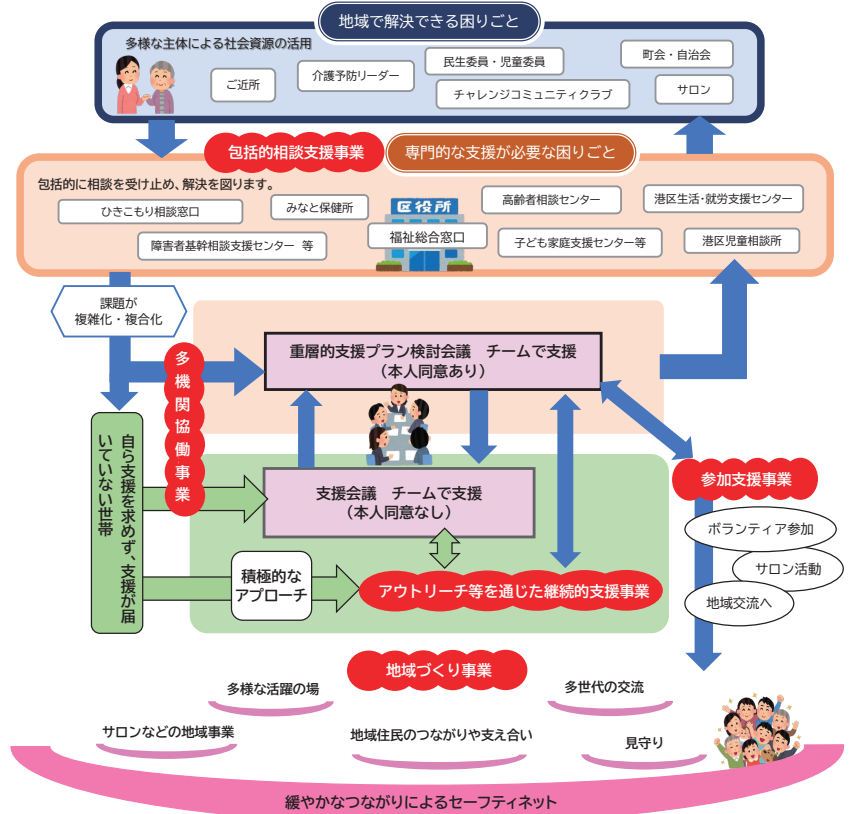 地域で解決できる困りごと
多様な主体による社会資源の活用
ご近所
介護予防リーダー
民生委員・児童委員
町会・自治会
チャレンジコミュニティクラブ
サロン
包括的相談支援事業
専門的な支援が必要な困りごと
包括的に相談を受け止め、解決を図ります。
ひきこもり相談窓口
みなと保健所
区役所
高齢者相談センター
港区生活・就労支援センター
障害者基幹相談支援センター 等
福祉総合窓口
子ども家庭支援センター等
港区児童相談所
課題が
複雑化・複合化
多機関協働事業
重層的支援プラン検討会議 チームで支援
（本人同意あり）
自ら支援を求めず、支援が届
いていない世帯
支援会議 チームで支援
（本人同意なし）
参加支援事業
ボランティア参加
サロン活動
地域交流へ
積極的な
アプローチ
アウトリーチ等を通じた継続的支援事業
地域づくり事業
多様な活躍の場
多世代の交流
サロンなどの地域事業
地域住民のつながりや支え合い
見守り
緩やかなつながりによるセーフティネット